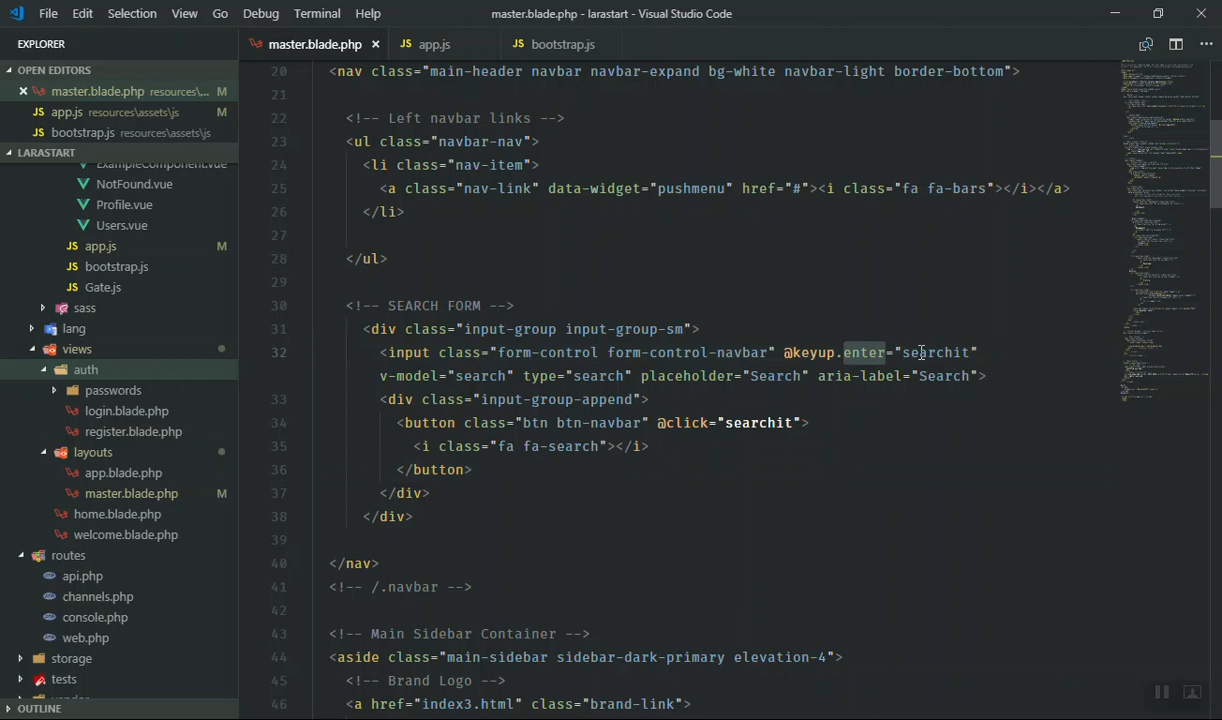 File Edit Selection View Go Debug Terminal Help
master.blade.php - larastart - Visual Studio Code
EXPLORER
master.blade.php
JS app.js
JS bootstrap.js
OPEN EDITORS
master.blade.php resources\... M
JS app.js resources\assets\js M
JS bootstrap.js resources\assets\js
LARASTART
ExampleComponent.vue
NotFound.vue
Profile.vue
Users.vue
JS app.js M
JS bootstrap.js
JS Gate.js
sass
lang
views
auth
passwords
login.blade.php
register.blade.php
layouts
app.blade.php
master.blade.php M
home.blade.php
welcome.blade.php
routes
api.php
channels.php
console.php
web.php
storage
tests
OUTLINE
20 <nav class="main-header navbar navbar-expand bg-white navbar-light border-bottom">
21
22 <!-- Left navbar links -->
23 <ul class="navbar-nav">
24 <li class="nav-item">
25 <a class="nav-link" data-widget="pushmenu" href="#"><i class="fa fa-bars"></i></a>
26 </li>
27
28 </ul>
29
30 <!-- SEARCH FORM -->
31 <div class="input-group input-group-sm">
32 <input class="form-control form-control-navbar" @keyup.enter="searchit"
v-model="search" type="search" placeholder="Search" aria-label="Search">
33 <div class="input-group-append">
34 <button class="btn btn-navbar" @click="searchit">
35 <i class="fa fa-search"></i>
36 </button>
37 </div>
38 </div>
39
40 </nav>
41 <!-- /.navbar -->
42
43 <!-- Main Sidebar Container -->
44 <aside class="main-sidebar sidebar-dark-primary elevation-4">
45 <!-- Brand Logo -->
46 <a href="index3.html" class="brand-link">